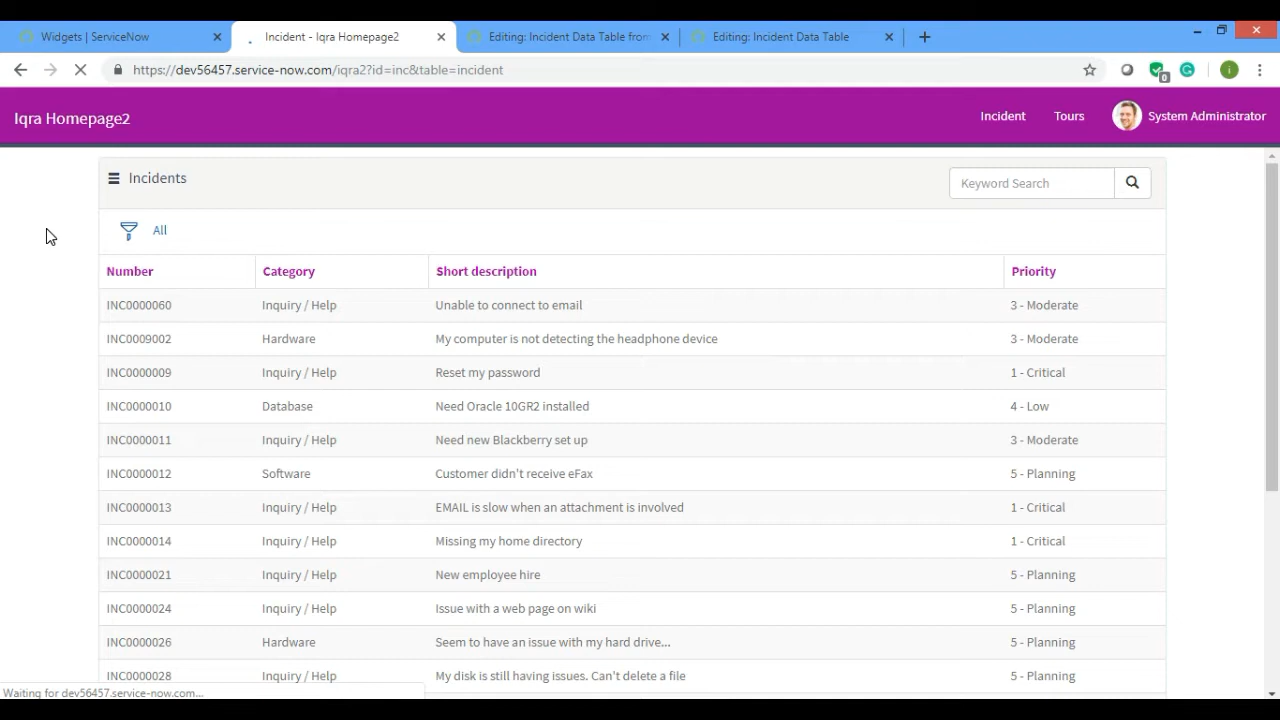 Widgets | ServiceNow
Incident - Iqra Homepage2
Editing: Incident Data Table from
Editing: Incident Data Table
https://dev56457.service-now.com/iqra2?id=inc&table=incident
0
i
Iqra Homepage2
Incident
Tours
System Administrator
Incidents
Keyword Search
All
Number Category Short description Priority
INC0000060 Inquiry / Help Unable to connect to email 3 - Moderate
INC0009002 Hardware My computer is not detecting the headphone device 3 - Moderate
INC0000009 Inquiry / Help Reset my password 1 - Critical
INC0000010 Database Need Oracle 10GR2 installed 4 - Low
INC0000011 Inquiry / Help Need new Blackberry set up 3 - Moderate
INC0000012 Software Customer didn't receive eFax 5 - Planning
INC0000013 Inquiry / Help EMAIL is slow when an attachment is involved 1 - Critical
INC0000014 Inquiry / Help Missing my home directory 1 - Critical
INC0000021 Inquiry / Help New employee hire 5 - Planning
INC0000024 Inquiry / Help Issue with a web page on wiki 5 - Planning
INC0000026 Hardware Seem to have an issue with my hard drive... 5 - Planning
INC0000028 Inquiry / Help My disk is still having issues. Can't delete a file 5 - Planning
Waiting for dev56457.service-now.com...